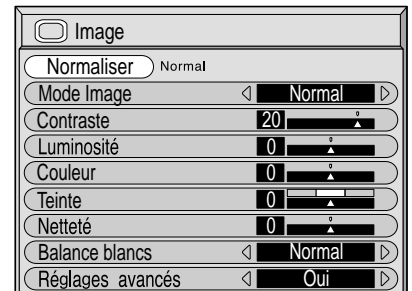 Image
Normaliser Normal
Mode Image Normal
Contraste 20
Luminosité 0
Couleur 0
Teinte 0
Netteté 0
Balance blancs Normal
Réglages avancés Oui